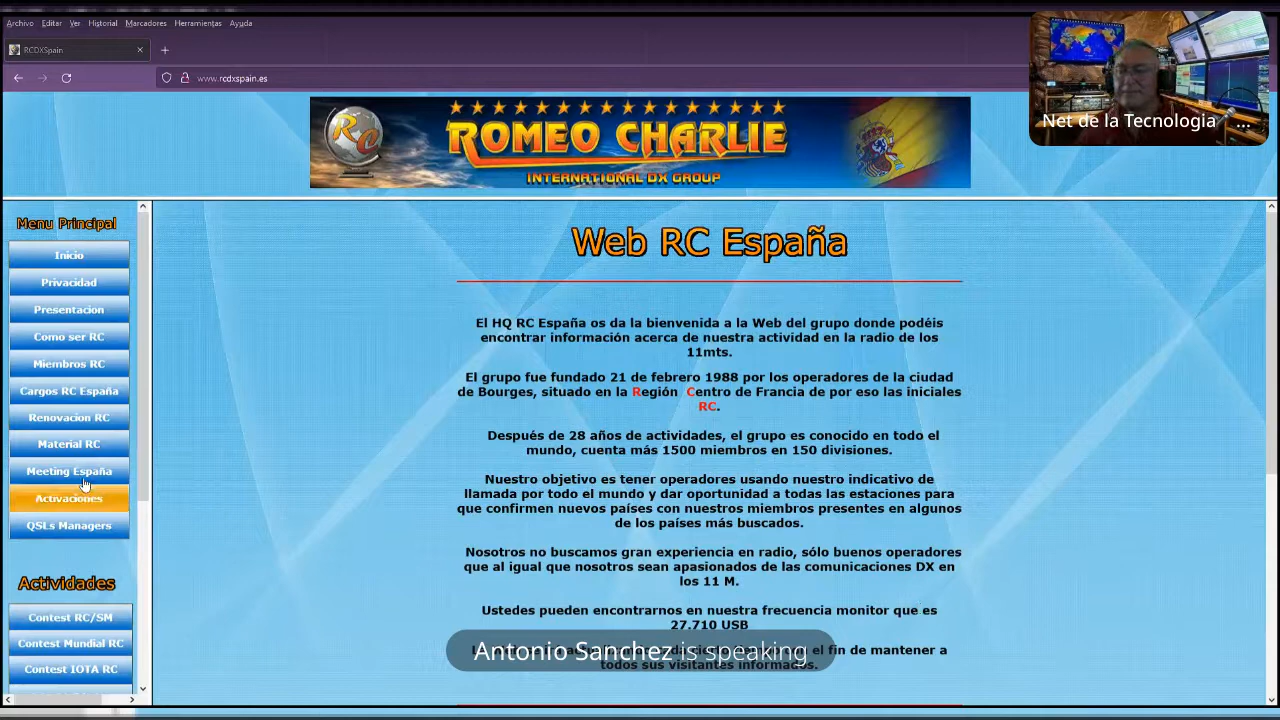 Archivo Editar Ver Historial Marcadores Herramientas Ayuda
RCDXSpain
www.rcdxspain.es
Net de la Tecnologia ...
RC
ROMEO CHARLIE
INTERNATIONAL DX GROUP
Menu Principal
Inicio
Privacidad
Presentacion
Como ser RC
Miembros RC
Cargos RC España
Renovacion RC
Material RC
Meeting España
Activaciones
QSLs Managers
Actividades
Contest RC/SM
Contest Mundial RC
Contest IOTA RC
Web RC España
El HQ RC España os da la bienvenida a la Web del grupo donde podéis
encontrar información acerca de nuestra actividad en la radio de los
11mts.
El grupo fue fundado 21 de febrero 1988 por los operadores de la ciudad
de Bourges, situado en la Región Centro de Francia de por eso las iniciales
RC.
Después de 28 años de actividades, el grupo es conocido en todo el
mundo, cuenta más 1500 miembros en 150 divisiones.
Nuestro objetivo es tener operadores usando nuestro indicativo de
llamada por todo el mundo y dar oportunidad a todas las estaciones para
que confirmen nuevos países con nuestros miembros presentes en algunos
de los países más buscados.
Nosotros no buscamos gran experiencia en radio, sólo buenos operadores
que al igual que nosotros sean apasionados de las comunicaciones DX en
los 11 M.
Ustedes pueden encontrarnos en nuestra frecuencia monitor que es
27.710 USB
el fin de mantener a
todos sus visitantes informados.
Antonio Sanchez is speaking